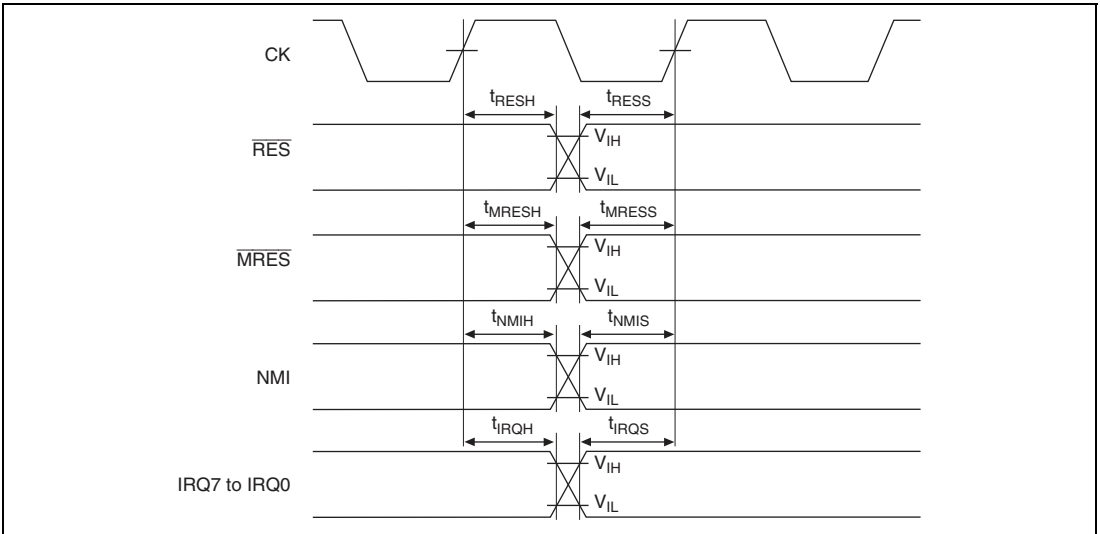 CK
tRESH tRESS
RES
VIH
VIL
tMRESH tMRESS
MRES
VIH
VIL
tNMIH tNMIS
NMI
VIH
VIL
tIRQH tIRQS
IRQ7 to IRQ0
VIH
VIL